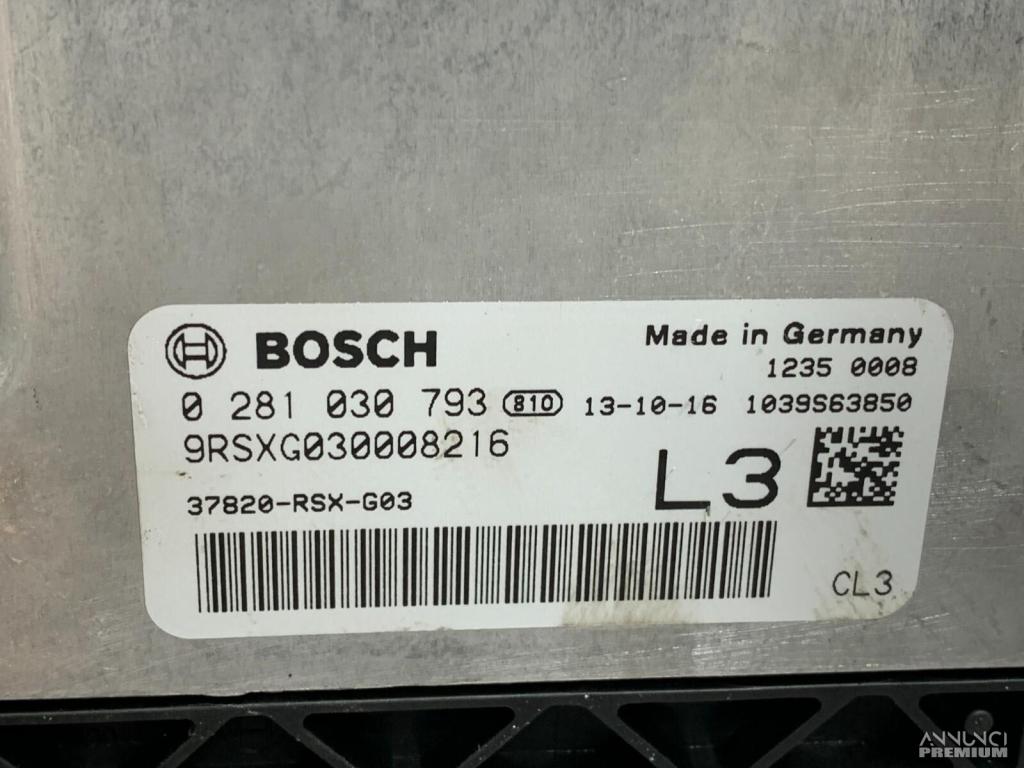 BOSCH
Made in Germany
1235 0008
0 281 030 793 810 13-10-16 1039S63850
9RSXG030008216
L3
37820-RSX-G03
CL3
ANNUNCI
PREMIUM